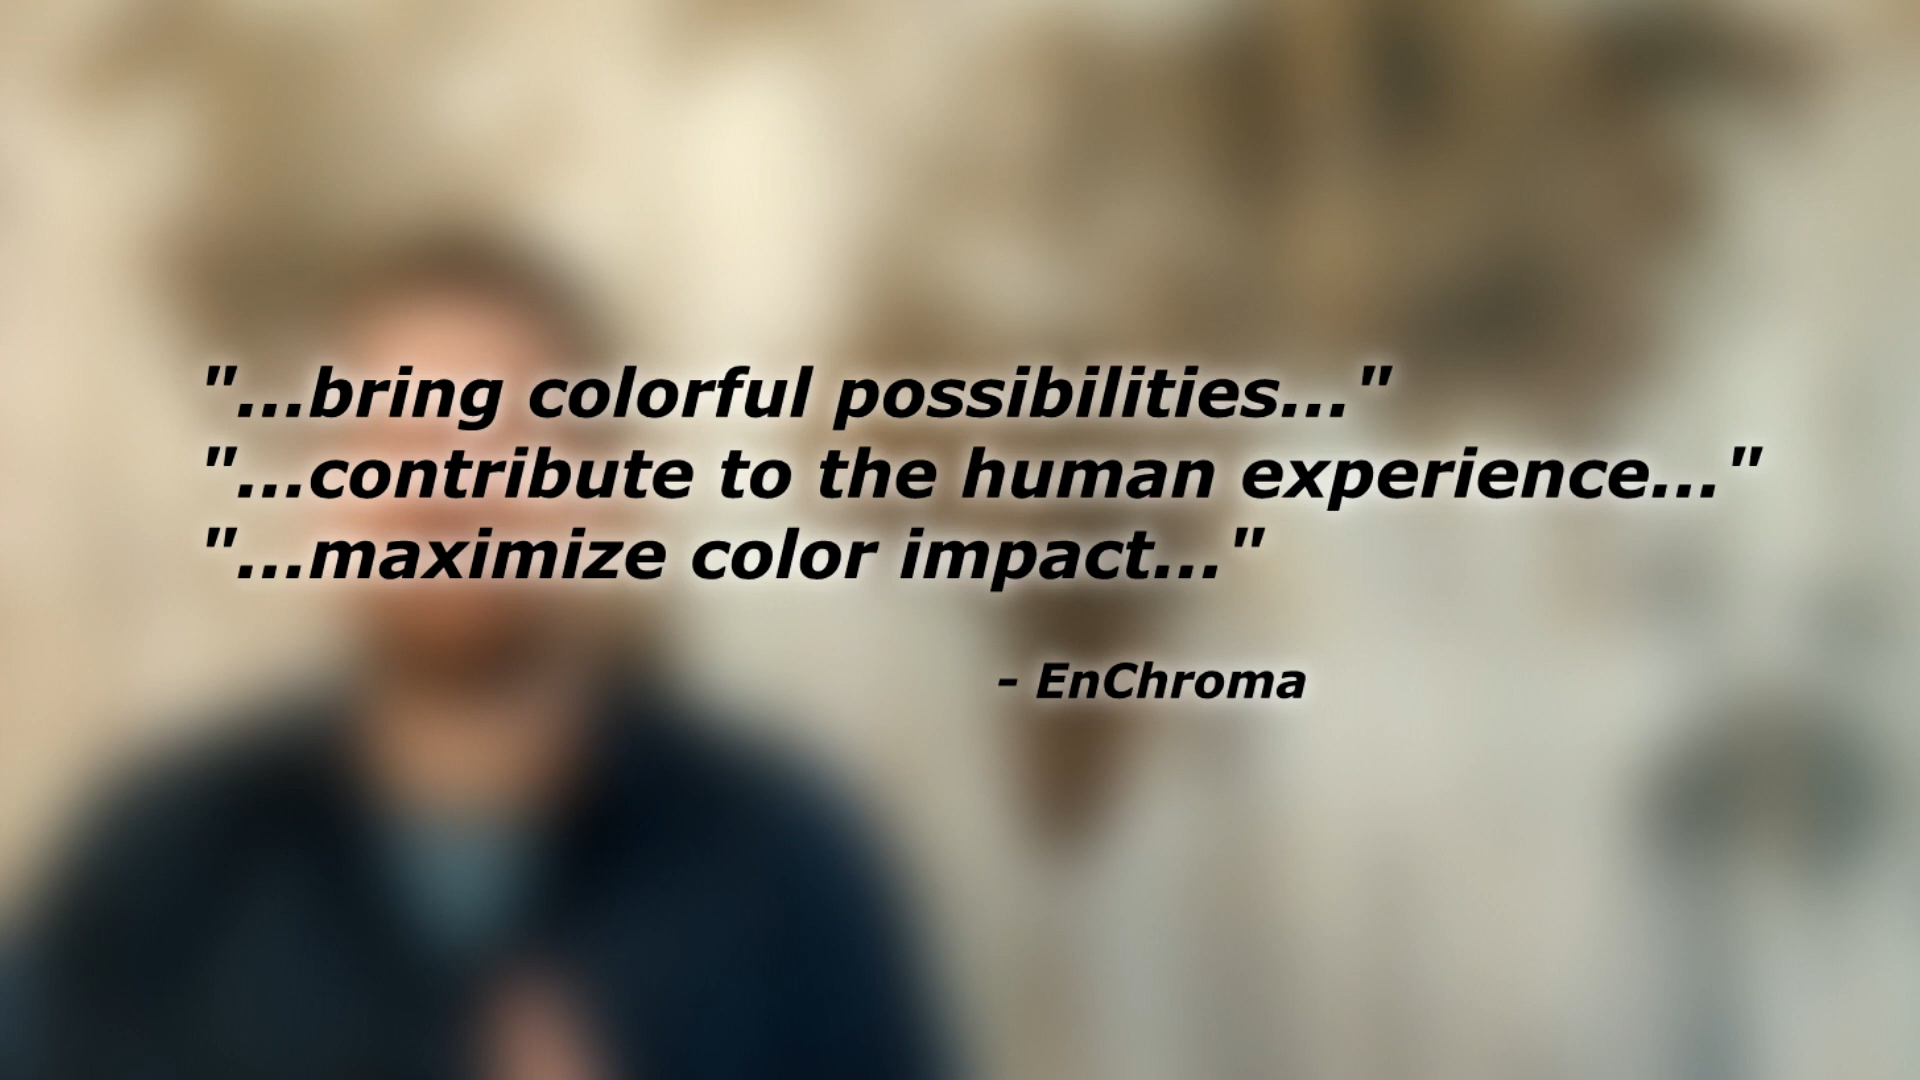 "...bring colorful possibilities..."
"...contribute to the human experience..."
"...maximize color impact..."
- EnChroma